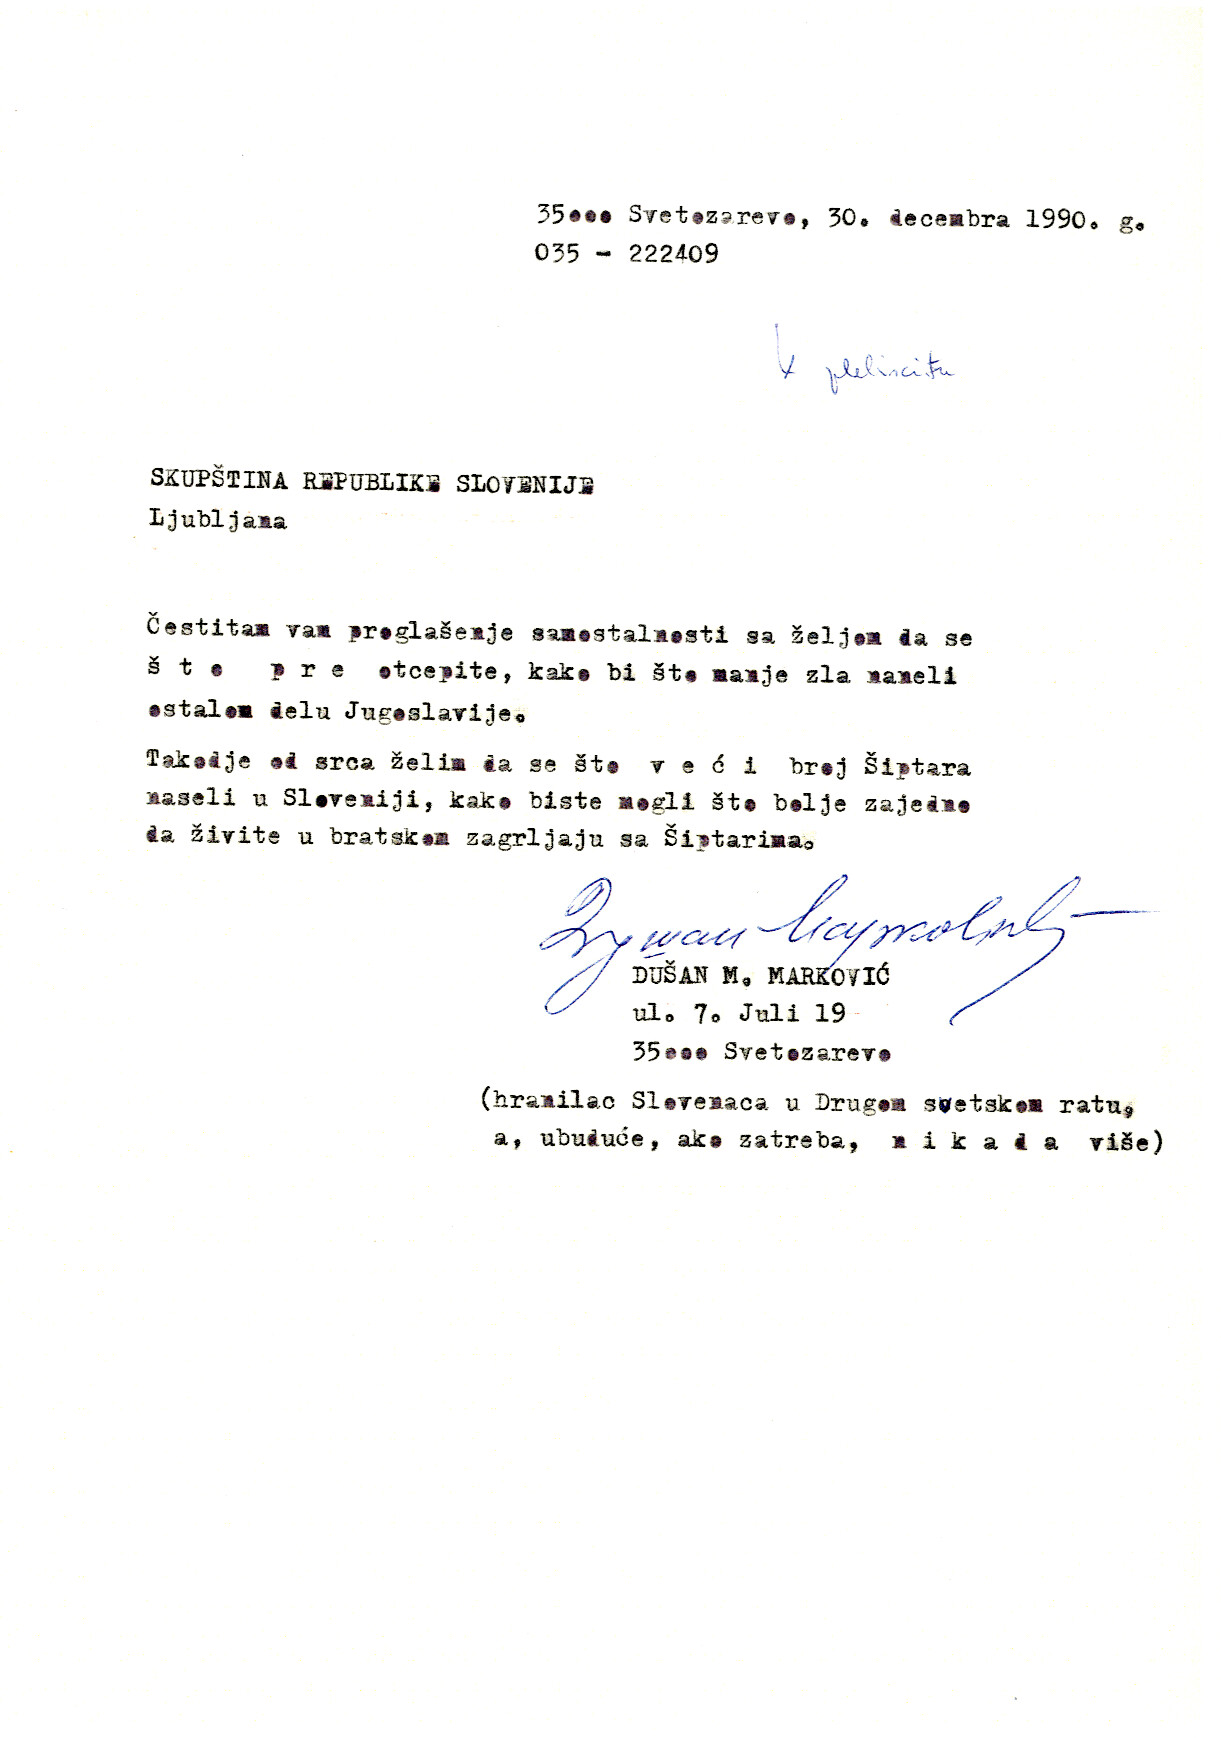 35ooo Svetozarevo, 30. decembra 1990. g.
035 - 222409
K plebiscitu
SKUPŠTINA REPUBLIKE SLOVENIJE
Ljubljana
Čestitam vam proglašenje samostalnosti sa željom da se
š t o  p r e  otcepite, kako bi što manje zla naneli
ostalom delu Jugoslavije.
Takodje od srca želim da se što  v e ć i  broj Šiptara
naseli u Sloveniji, kako biste mogli što bolje zajedno
da živite u bratskom zagrljaju sa Šiptarima.
Душан Марковић
DUŠAN M. MARKOVIĆ
ul. 7. Juli 19
35ooo Svetozarevo
(hranilac Slovenaca u Drugom svetskom ratu,
a, ubuduće, ako zatreba,  n i k a d a  više)